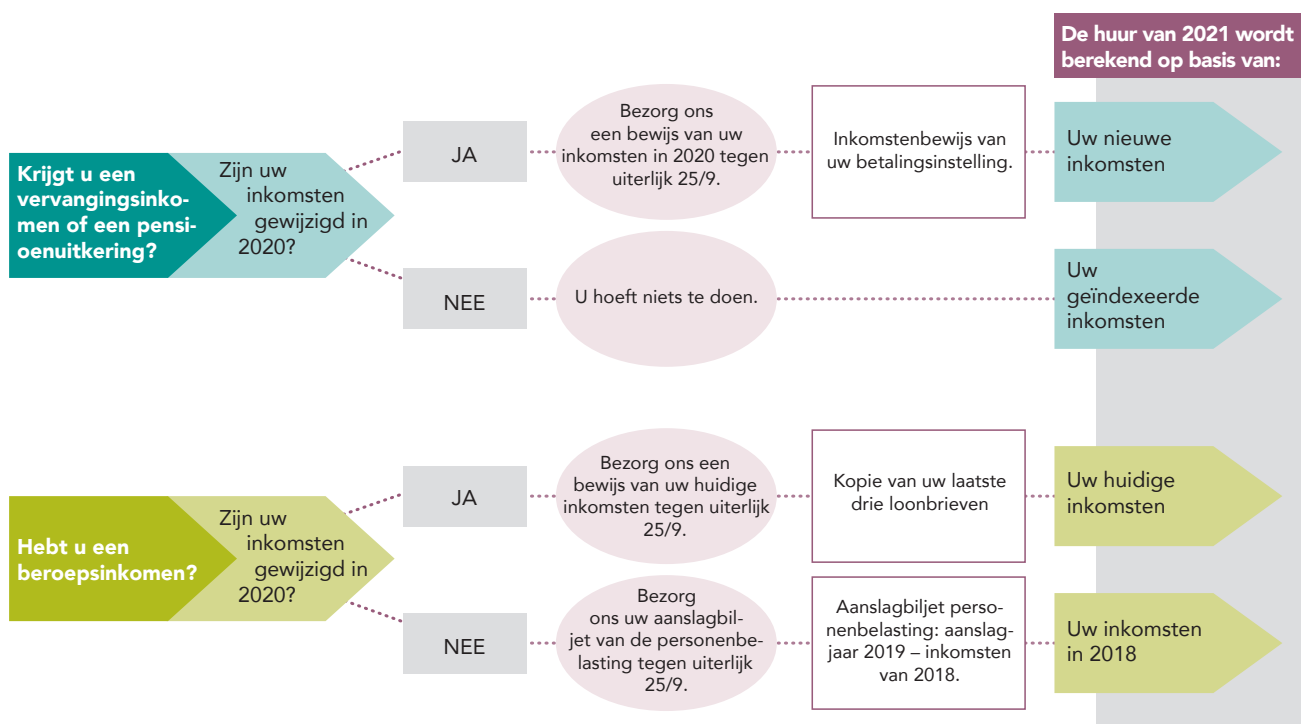 De huur van 2021 wordt
berekend op basis van:
Krijgt u een
vervangingsinko-
men of een pensi-
oenuitkering?
Zijn uw
inkomsten
gewijzigd in
2020?
JA
Bezorg ons
een bewijs van uw
inkomsten in 2020 tegen
uiterlijk 25/9.
Inkomstenbewijs van
uw betalingsinstelling.
Uw nieuwe
inkomsten
NEE
U hoeft niets te doen.
Uw
geïndexeerde
inkomsten
Hebt u een
beroepsinkomen?
Zijn uw
inkomsten
gewijzigd in
2020?
JA
Bezorg ons een
bewijs van uw huidige
inkomsten tegen uiterlijk
25/9.
Kopie van uw laatste
drie loonbrieven
Uw huidige
inkomsten
NEE
Bezorg
ons uw aanslagbil-
jet van de personenbe-
lasting tegen uiterlijk
25/9.
Aanslagbiljet perso-
nenbelasting: aanslag-
jaar 2019 – inkomsten
van 2018.
Uw inkomsten
in 2018